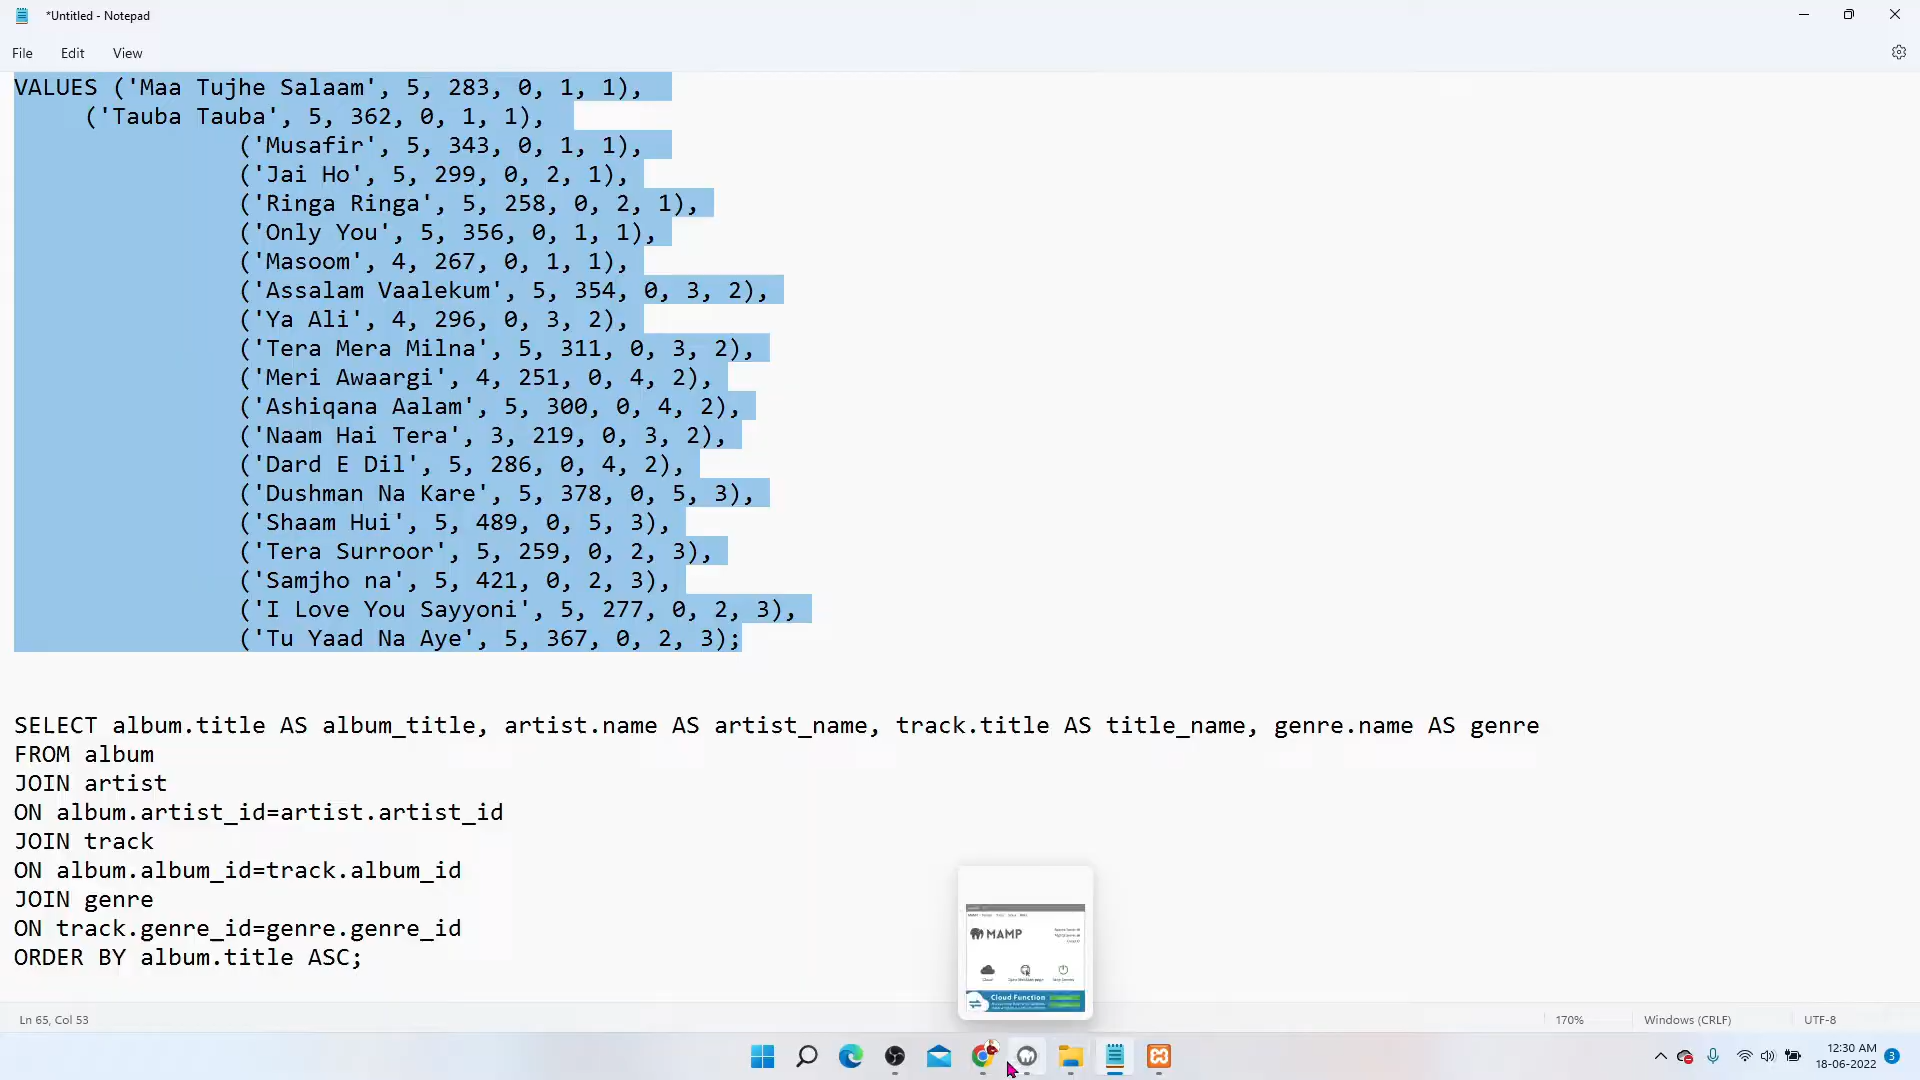 *Untitled - Notepad
File Edit View
VALUES ('Maa Tujhe Salaam', 5, 283, 0, 1, 1),
('Tauba Tauba', 5, 362, 0, 1, 1),
('Musafir', 5, 343, 0, 1, 1),
('Jai Ho', 5, 299, 0, 2, 1),
('Ringa Ringa', 5, 258, 0, 2, 1),
('Only You', 5, 356, 0, 1, 1),
('Masoom', 4, 267, 0, 1, 1),
('Assalam Vaalekum', 5, 354, 0, 3, 2),
('Ya Ali', 4, 296, 0, 3, 2),
('Tera Mera Milna', 5, 311, 0, 3, 2),
('Meri Awaargi', 4, 251, 0, 4, 2),
('Ashiqana Aalam', 5, 300, 0, 4, 2),
('Naam Hai Tera', 3, 219, 0, 3, 2),
('Dard E Dil', 5, 286, 0, 4, 2),
('Dushman Na Kare', 5, 378, 0, 5, 3),
('Shaam Hui', 5, 489, 0, 5, 3),
('Tera Surroor', 5, 259, 0, 2, 3),
('Samjho na', 5, 421, 0, 2, 3),
('I Love You Sayyoni', 5, 277, 0, 2, 3),
('Tu Yaad Na Aye', 5, 367, 0, 2, 3);
SELECT album.title AS album_title, artist.name AS artist_name, track.title AS title_name, genre.name AS genre
FROM album
JOIN artist
ON album.artist_id=artist.artist_id
JOIN track
ON album.album_id=track.album_id
JOIN genre
ON track.genre_id=genre.genre_id
ORDER BY album.title ASC;
MAMP
Cloud Function
Ln 65, Col 53
170%
Windows (CRLF)
UTF-8
12:30 AM
18-06-2022
3